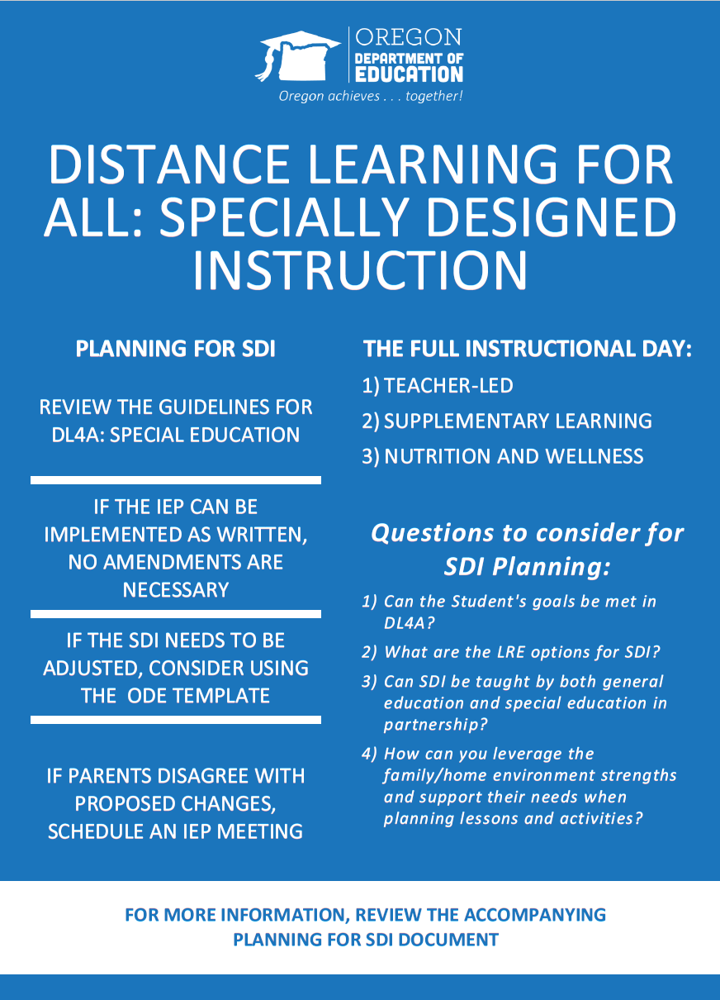 OREGON
DEPARTMENT OF
EDUCATION
Oregon achieves . . . together!
DISTANCE LEARNING FOR
ALL: SPECIALLY DESIGNED
INSTRUCTION
PLANNING FOR SDI
REVIEW THE GUIDELINES FOR
DL4A: SPECIAL EDUCATION
IF THE IEP CAN BE
IMPLEMENTED AS WRITTEN,
NO AMENDMENTS ARE
NECESSARY
IF THE SDI NEEDS TO BE
ADJUSTED, CONSIDER USING
THE ODE TEMPLATE
IF PARENTS DISAGREE WITH
PROPOSED CHANGES,
SCHEDULE AN IEP MEETING
THE FULL INSTRUCTIONAL DAY:
1) TEACHER-LED
2) SUPPLEMENTARY LEARNING
3) NUTRITION AND WELLNESS
Questions to consider for
SDI Planning:
1) Can the Student's goals be met in
DL4A?
2) What are the LRE options for SDI?
3) Can SDI be taught by both general
education and special education in
partnership?
4) How can you leverage the
family/home environment strengths
and support their needs when
planning lessons and activities?
FOR MORE INFORMATION, REVIEW THE ACCOMPANYING
PLANNING FOR SDI DOCUMENT